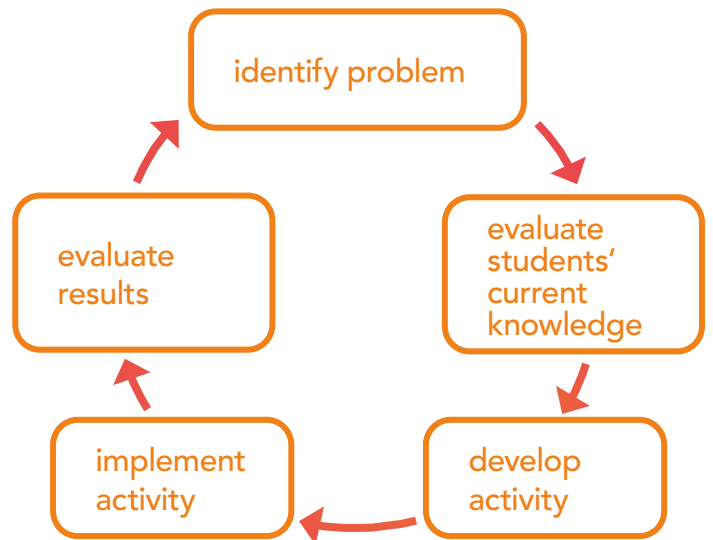 identify problem
evaluate
students’
current
knowledge
develop
activity
implement
activity
evaluate
results